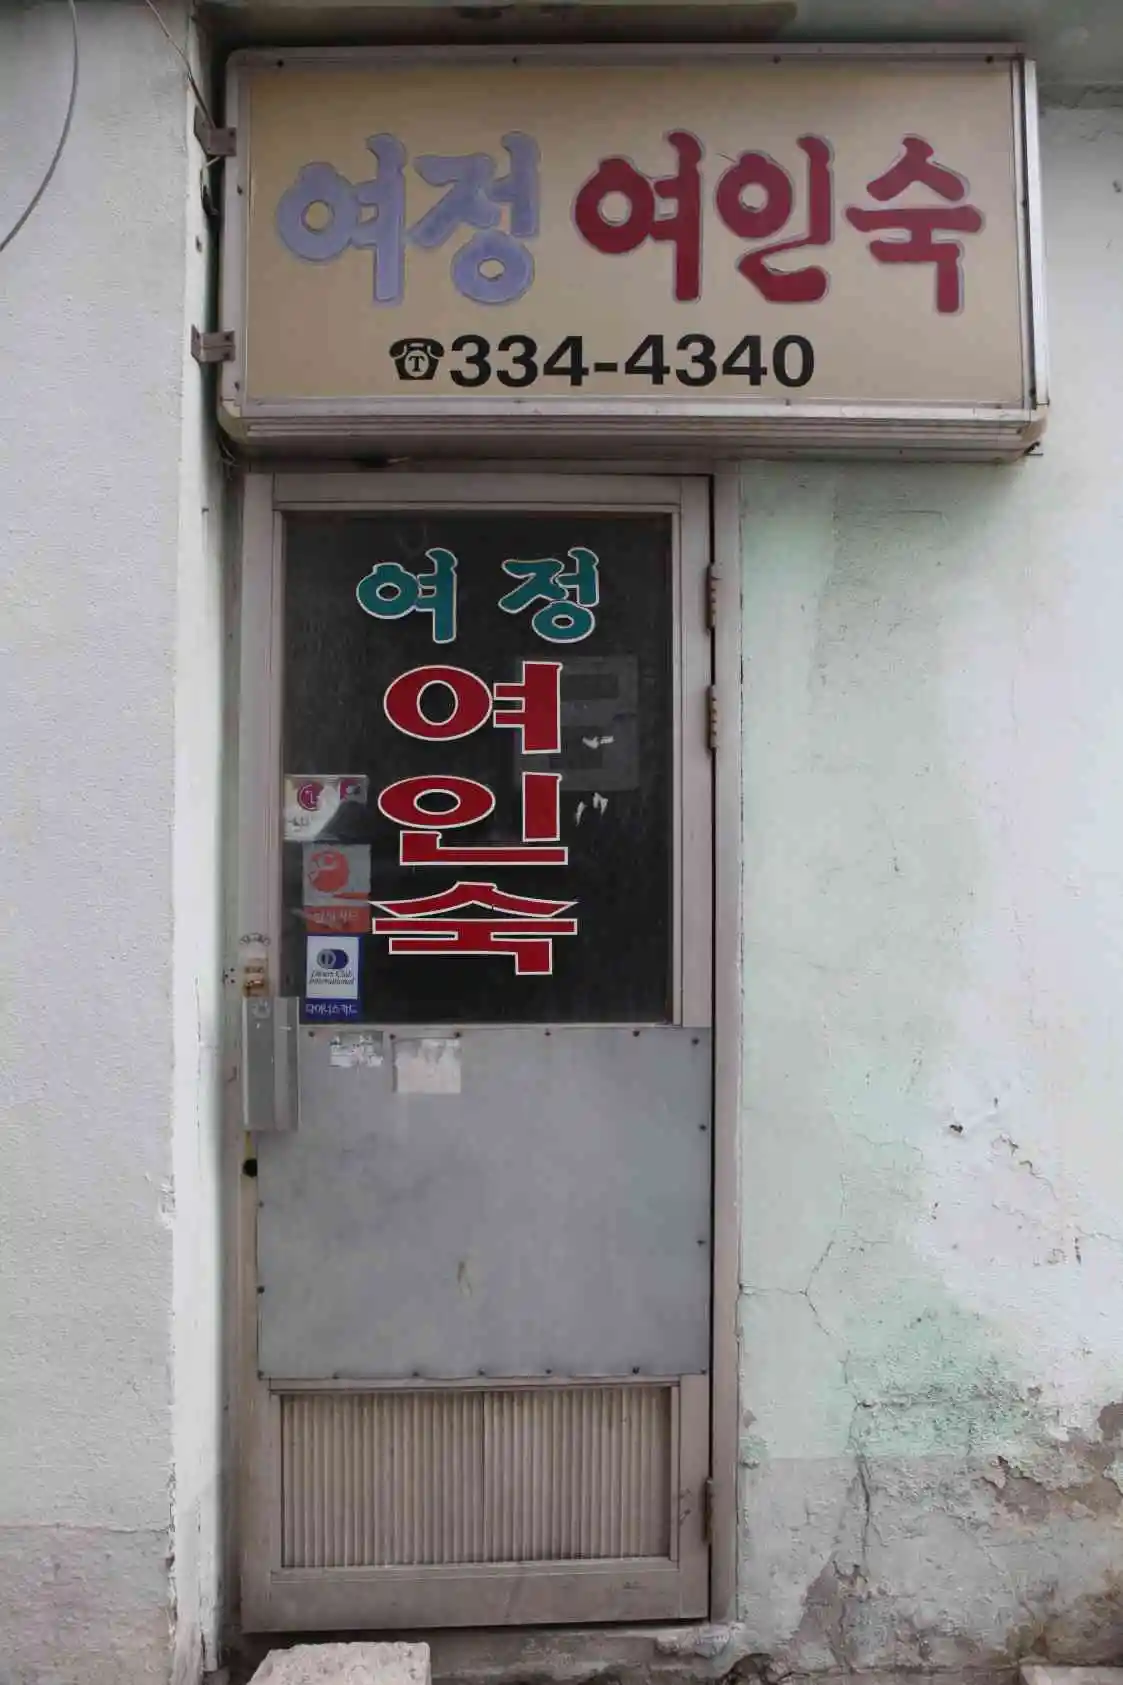 여정 여인숙
☎334-4340
여정
여
인
숙
LG
Diners Club
International
다이너스카드